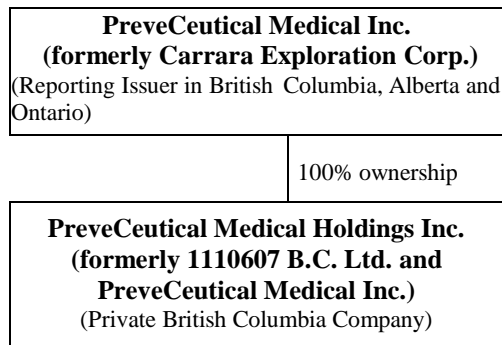 PreveCeutical Medical Inc.
(formerly Carrara Exploration Corp.)
(Reporting Issuer in British Columbia, Alberta and
Ontario)
100% ownership
PreveCeutical Medical Holdings Inc.
(formerly 1110607 B.C. Ltd. and
PreveCeutical Medical Inc.)
(Private British Columbia Company)